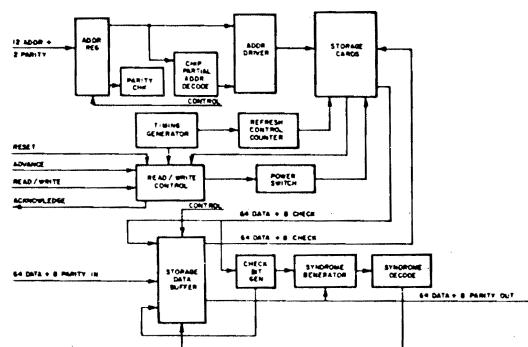 12 ADDR +
2 PARITY
ADDR
REG
PARITY
CHK
CHIP
PARTIAL
ADDR
DECODE
ADDR
DRIVER
STORAGE
CARDS
CONTROL
TIMING
GENERATOR
REFRESH
CONTROL
COUNTER
RESET
ADVANCE
READ/WRITE
ACKNOWLEDGE
READ/WRITE
CONTROL
POWER
SWITCH
CONTROL
64 DATA + 8 CHECK
64 DATA + 8 CHECK
64 DATA + 8 PARITY IN
STORAGE
DATA
BUFFER
CHECK
BIT
GEN
SYNDROME
GENERATOR
SYNDROME
DECODE
64 DATA + 8 PARITY OUT